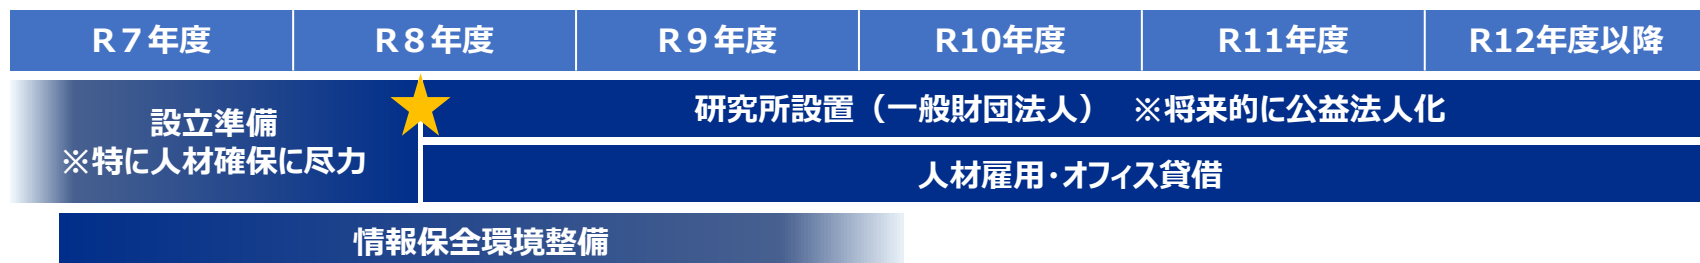 R７年度
R８年度
R９年度
R10年度
R11年度
R12年度以降
設立準備
※特に人材確保に尽力
研究所設置（一般財団法人）　※将来的に公益法人化
人材雇用・オフィス貸借
情報保全環境整備